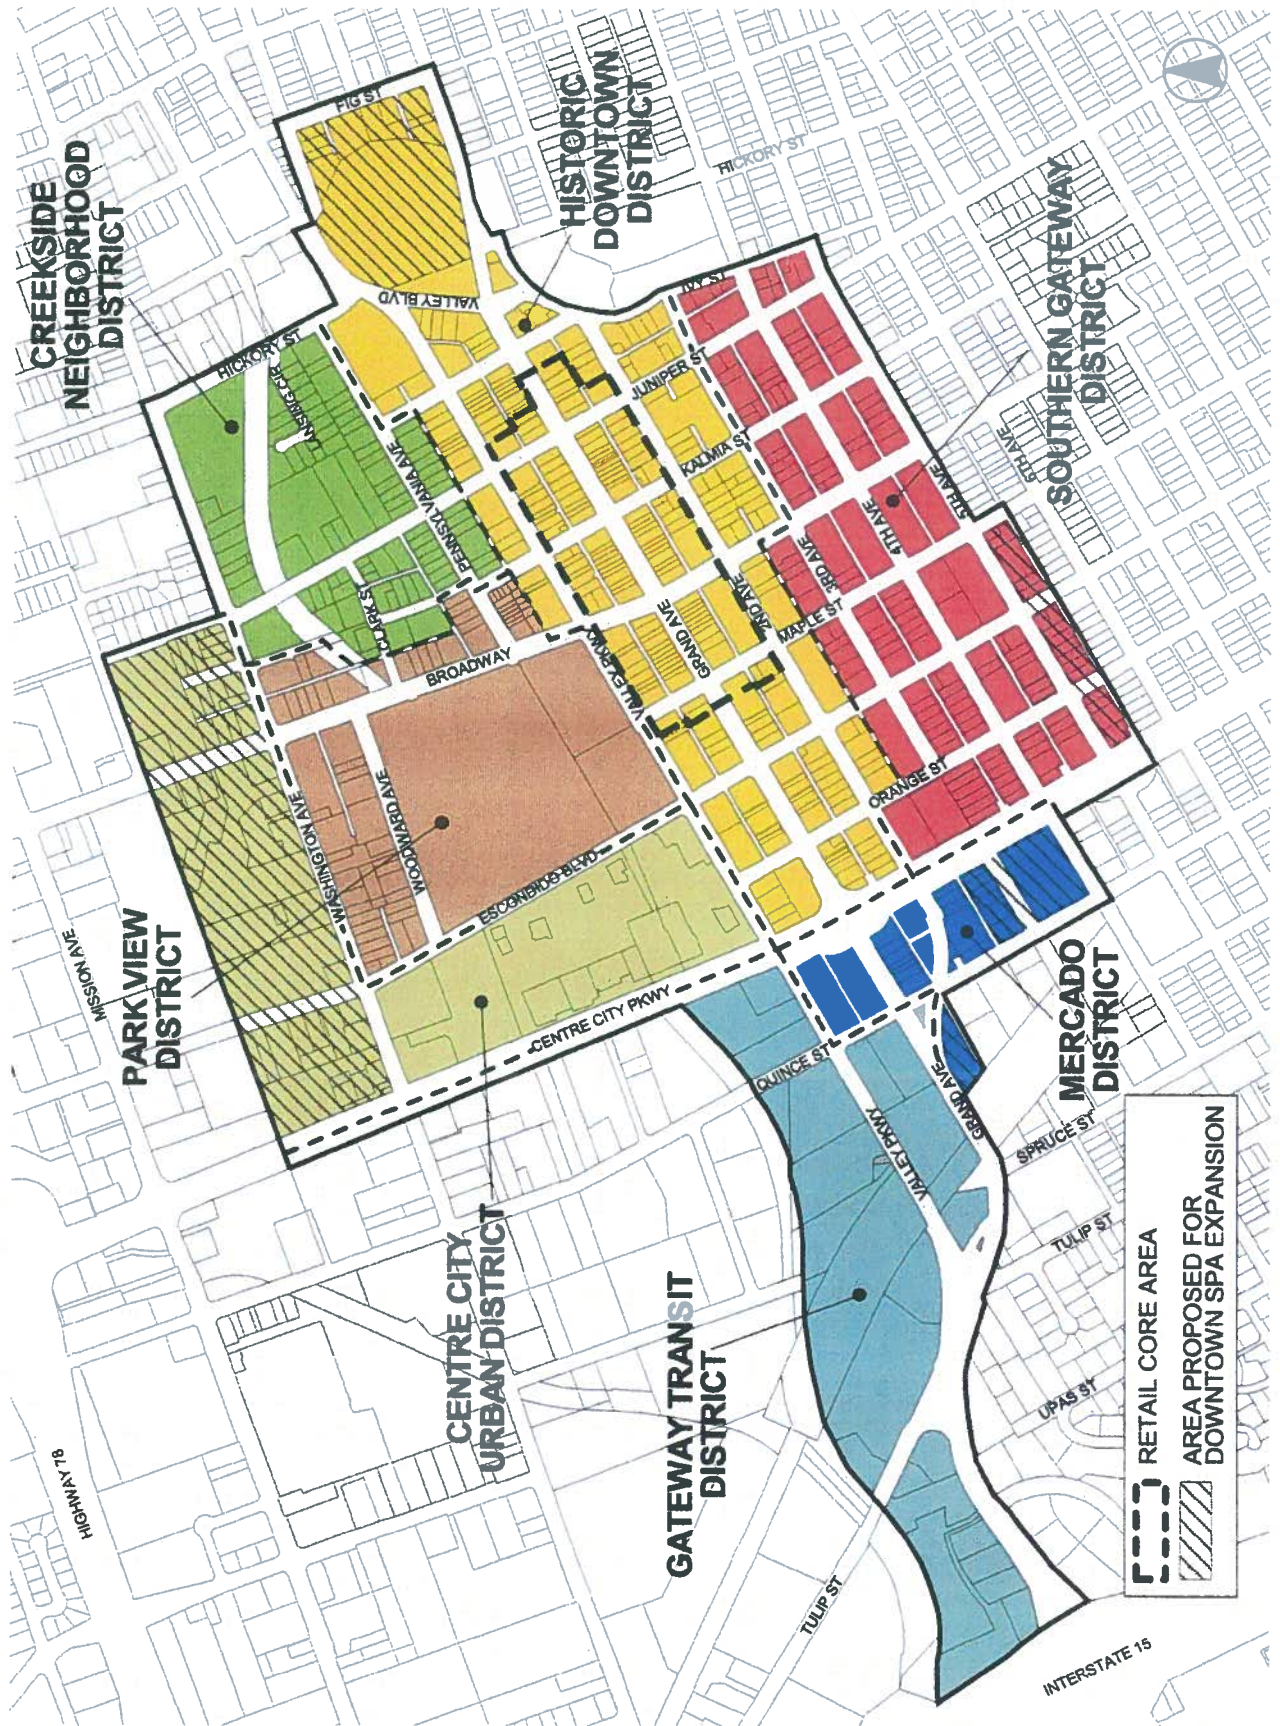 HIGHWAY 78
MISSION AVE
PARK VIEW
DISTRICT
CREEKSIDE
NEIGHBORHOOD
DISTRICT
HICKORY ST
FIG ST
VALLEY BLVD
HISTORIC
DOWNTOWN
DISTRICT
HICKORY ST
PENNSYLVANIA AVE
CLARK ST
BROADWAY
WASHINGTON AVE
WOODWARD AVE
ESCONDIDO BLVD
CENTRE CITY PKWY
CENTRE CITY
URBAN DISTRICT
VALLEY PKWY
GRAND AVE
2ND AVE
3RD AVE
4TH AVE
5TH AVE
6TH AVE
IVY ST
JUNIPER ST
KALMIA ST
MAPLE ST
ORANGE ST
SOUTHERN GATEWAY
DISTRICT
QUINCE ST
VALLEY PKWY
GRAND AVE
MERCADO
DISTRICT
SPRUCE ST
TULIP ST
UPAS ST
GATEWAY TRANSIT
DISTRICT
TULIP ST
INTERSTATE 15
RETAIL CORE AREA
AREA PROPOSED FOR
DOWNTOWN SPA EXPANSION